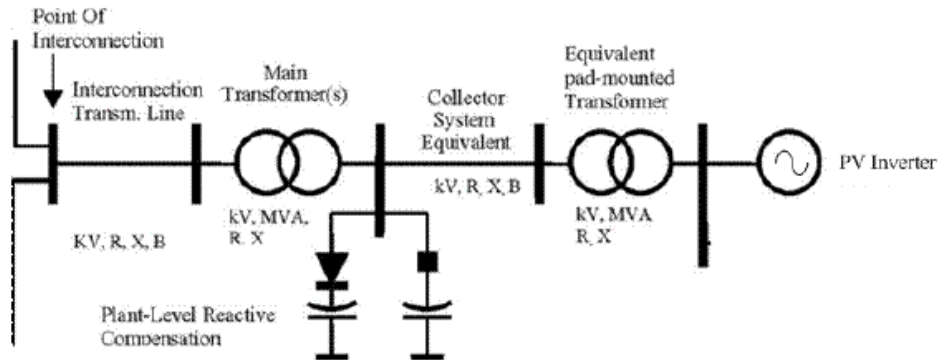 Point Of
Interconnection
Interconnection
Transm. Line
Main
Transformer(s)
Collector
System
Equivalent
Equivalent
pad-mounted
Transformer
PV Inverter
KV, R, X, B
kV, MVA,
R. X
kV, R, X, B
kV, MVA
R, X
Plant-Level Reactive
Compensation